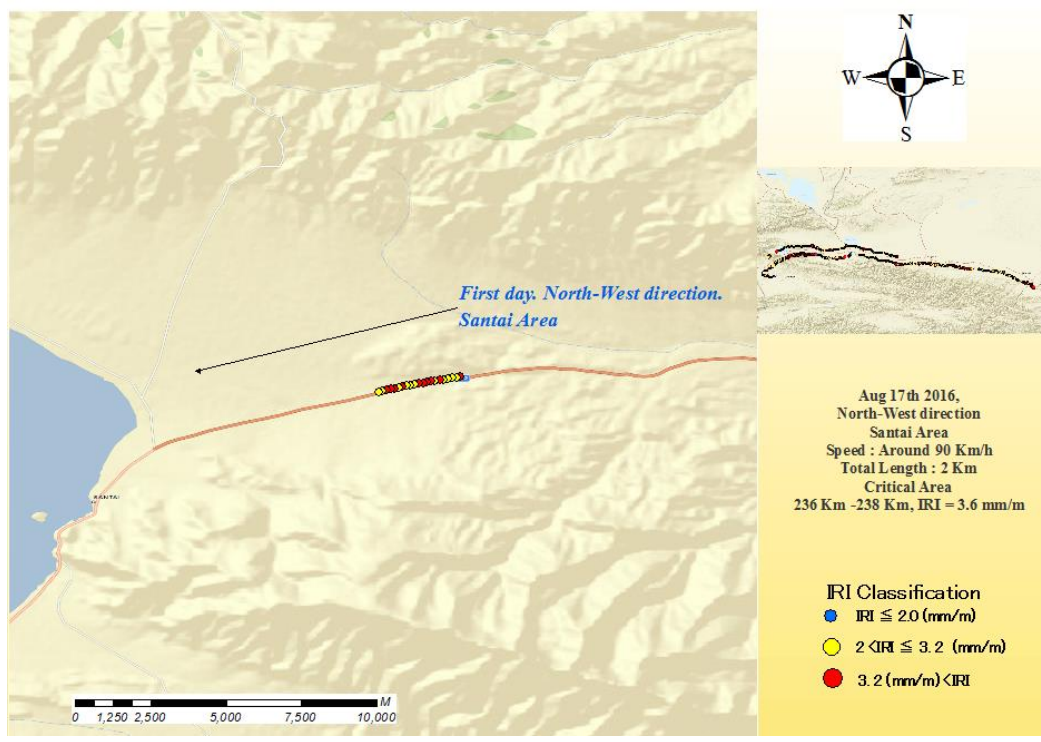 N
W E
S
First day. North-West direction.
Santai Area
Aug 17th 2016,
North-West direction
Santai Area
Speed : Around 90 Km/h
Total Length : 2 Km
Critical Area
236 Km -238 Km, IRI = 3.6 mm/m
SANTAI
IRI Classification
IRI ≦ 2.0 (mm/m)
2 <IRI ≦ 3.2 (mm/m)
3.2 (mm/m)<IRI
M
0 1,250 2,500 5,000 7,500 10,000